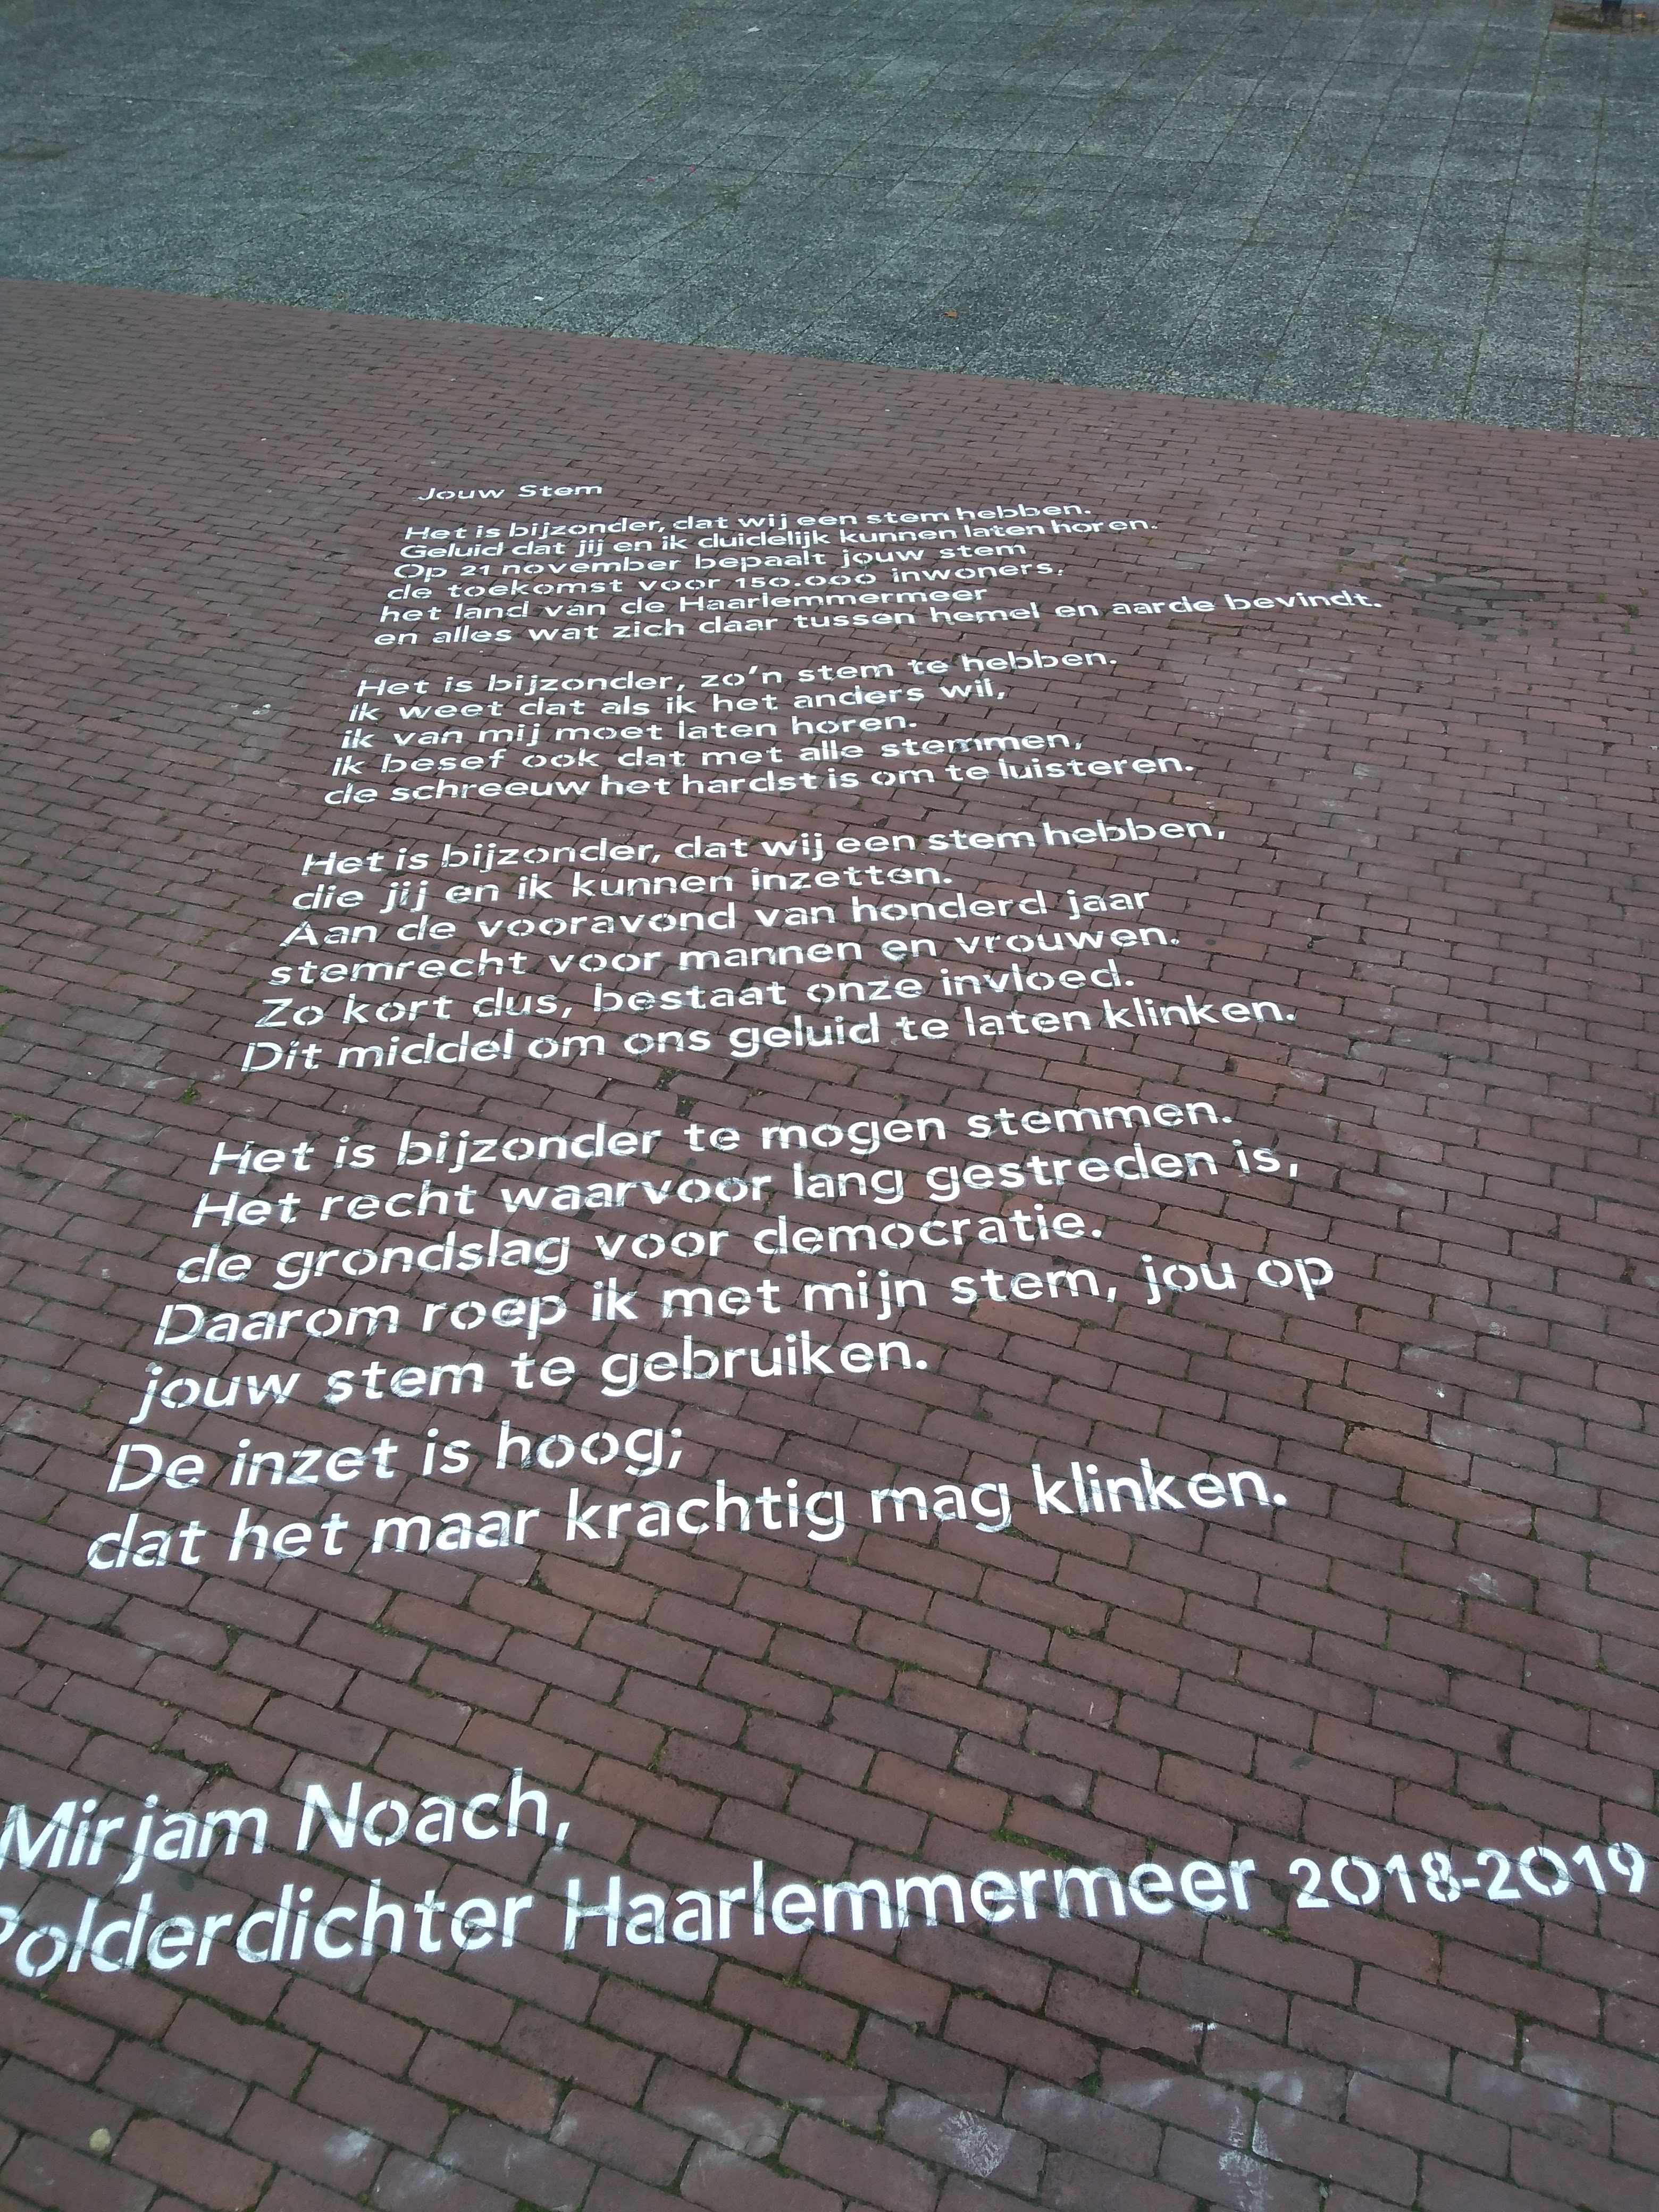 Jouw Stem
Het is bijzonder, dat wij een stem hebben.
Geluid dat jij en ik duidelijk kunnen laten horen.
Op 21 november bepaalt jouw stem
de toekomst voor 150.000 inwoners,
het land van de Haarlemmermeer
en alles wat zich daar tussen hemel en aarde bevindt.
Het is bijzonder, zo'n stem te hebben.
Ik weet dat als ik het anders wil,
ik van mij moet laten horen.
Ik besef ook dat met alle stemmen,
de schreeuw het hardst is om te luisteren.
Het is bijzonder, dat wij een stem hebben,
die jij en ik kunnen inzetten.
Aan de vooravond van honderd jaar
stemrecht voor mannen en vrouwen.
Zo kort dus, bestaat onze invloed.
Dit middel om ons geluid te laten klinken.
Het is bijzonder te mogen stemmen.
Het recht waarvoor lang gestreden is,
de grondslag voor democratie.
Daarom roep ik met mijn stem, jou op
jouw stem te gebruiken.
De inzet is hoog;
dat het maar krachtig mag klinken.
Mirjam Noach,
Polderdichter Haarlemmermeer 2018-2019